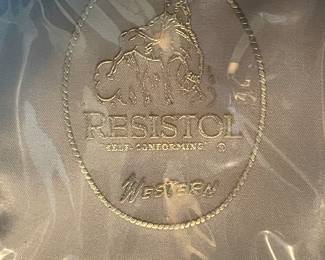 RESISTOL
"SELF-CONFORMING" ®
WESTERN